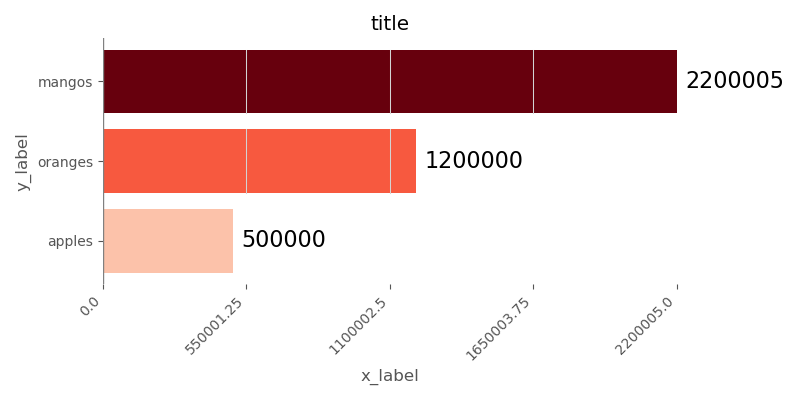 title
mangos
2200005
y_label
oranges
1200000
apples
500000
0.0
550001.25
1100002.5
1650003.75
2200005.0
x_label